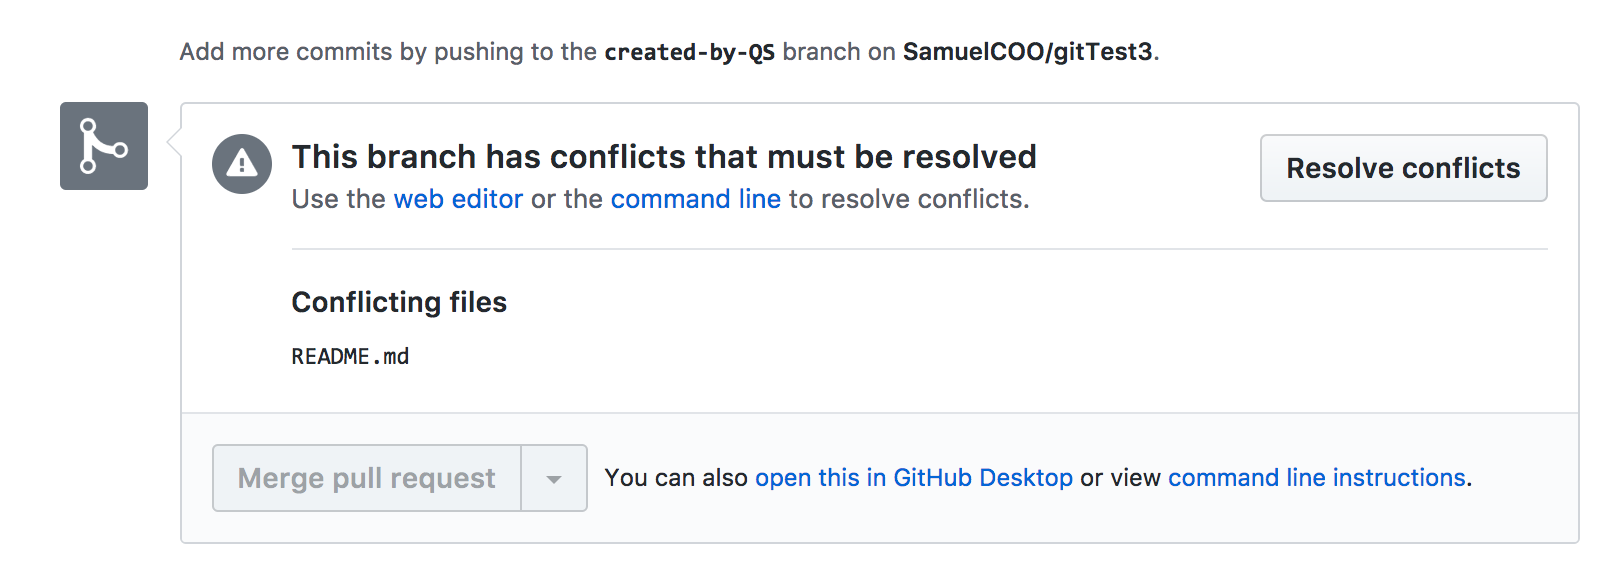 Add more commits by pushing to the created-by-QS branch on SamuelCOO/gitTest3.
This branch has conflicts that must be resolved
Use the web editor or the command line to resolve conflicts.
Resolve conflicts
Conflicting files
README.md
Merge pull request
You can also open this in GitHub Desktop or view command line instructions.